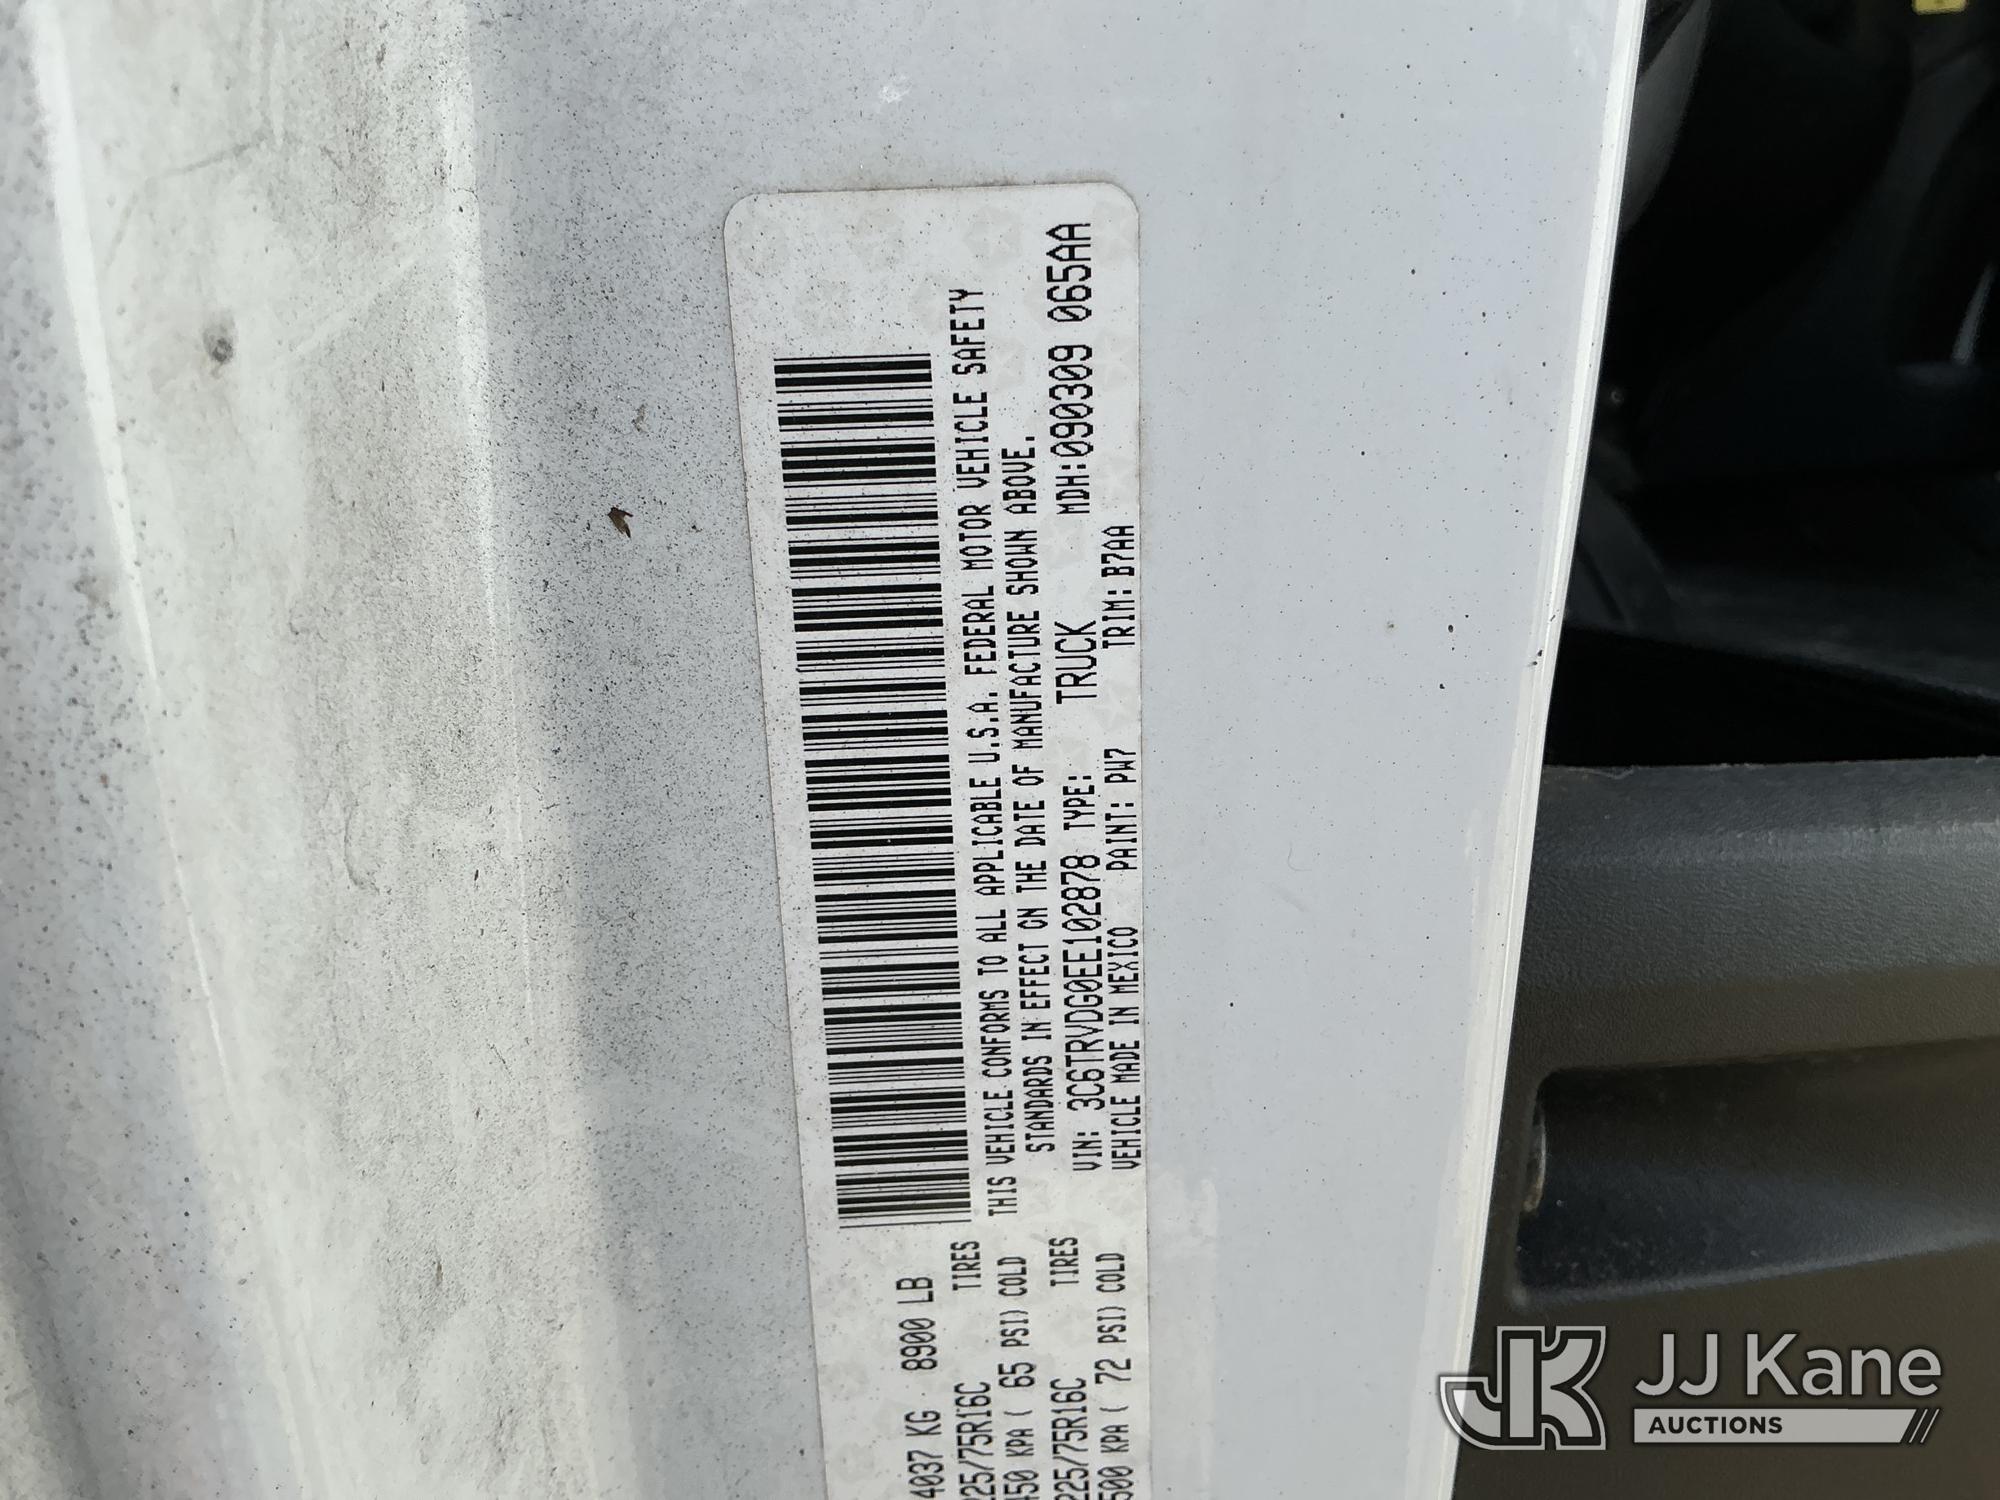 4037 KG 8900 LB
225/75R16C TIRES
450 KPA ( 65 PSI) COLD
225/75R16C TIRES
500 KPA ( 72 PSI) COLD
THIS VEHICLE CONFORMS TO ALL APPLICABLE U.S.A. FEDERAL MOTOR VEHICLE SAFETY
STANDARDS IN EFFECT ON THE DATE OF MANUFACTURE SHOWN ABOVE.
VIN: 3C6TRVDG0EE102878 TYPE: TRUCK MDH:090309 065AA
VEHICLE MADE IN MEXICO PAINT: PW7 TRIM: B7AA
JK JJ Kane
AUCTIONS